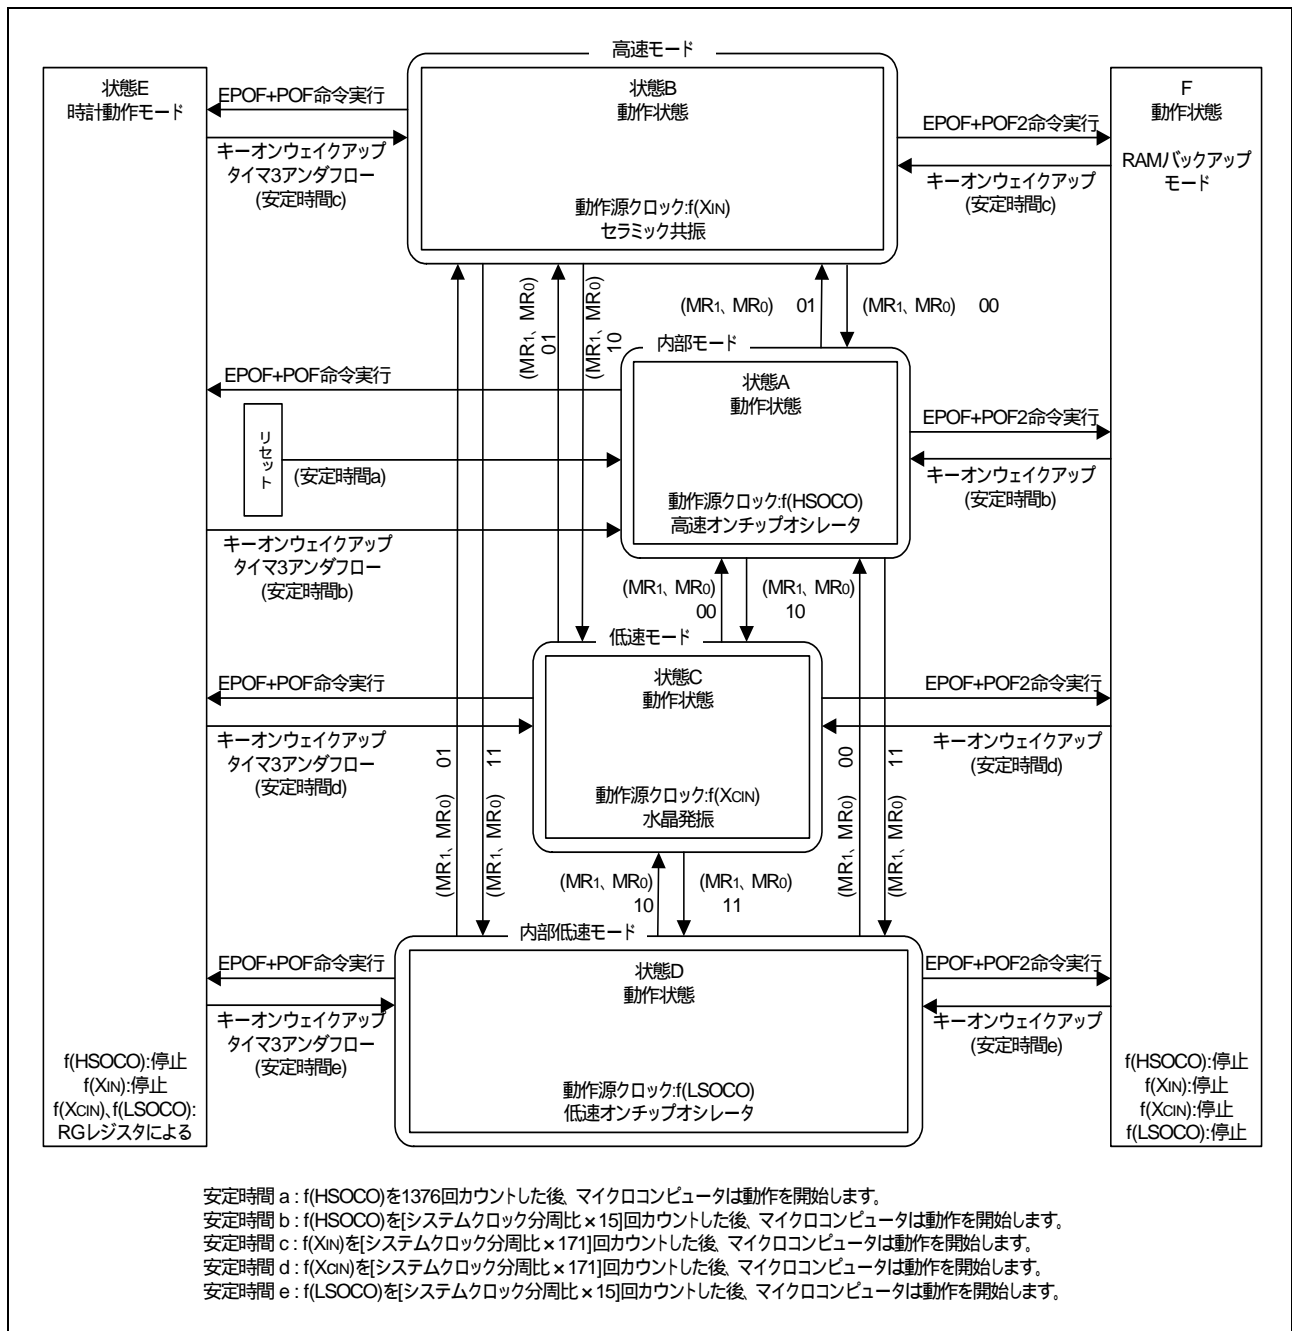 高速モード
状態E
時計動作モード
EPOF+POF命令実行
キーオンウェイクアップ
タイマ3アンダフロー
(安定時間c)
状態B
動作状態
動作源クロック:f(XIN)
セラミック共振
EPOF+POF2命令実行
キーオンウェイクアップ
(安定時間c)
F
動作状態
RAMバックアップ
モード
(MR1、MR0)
01
(MR1、MR0)
10
(MR1、MR0) 01
(MR1、MR0) 00
内部モード
EPOF+POF命令実行
リセット
(安定時間a)
キーオンウェイクアップ
タイマ3アンダフロー
(安定時間b)
状態A
動作状態
動作源クロック:f(HSOCO)
高速オンチップオシレータ
EPOF+POF2命令実行
キーオンウェイクアップ
(安定時間b)
(MR1、MR0)
00
(MR1、MR0)
10
低速モード
EPOF+POF命令実行
キーオンウェイクアップ
タイマ3アンダフロー
(安定時間d)
状態C
動作状態
動作源クロック:f(XCIN)
水晶発振
EPOF+POF2命令実行
キーオンウェイクアップ
(安定時間d)
(MR1、MR0) 01
(MR1、MR0) 11
(MR1、MR0) 00
(MR1、MR0) 11
(MR1、MR0)
10
(MR1、MR0)
11
内部低速モード
EPOF+POF命令実行
キーオンウェイクアップ
タイマ3アンダフロー
(安定時間e)
状態D
動作状態
動作源クロック:f(LSOCO)
低速オンチップオシレータ
EPOF+POF2命令実行
キーオンウェイクアップ
(安定時間e)
f(HSOCO):停止
f(XIN):停止
f(XCIN)、f(LSOCO):
RGレジスタによる
f(HSOCO):停止
f(XIN):停止
f(XCIN):停止
f(LSOCO):停止
安定時間 a : f(HSOCO)を1376回カウントした後、マイクロコンピュータは動作を開始します。
安定時間 b : f(HSOCO)を[システムクロック分周比×15]回カウントした後、マイクロコンピュータは動作を開始します。
安定時間 c : f(XIN)を[システムクロック分周比×171]回カウントした後、マイクロコンピュータは動作を開始します。
安定時間 d : f(XCIN)を[システムクロック分周比×171]回カウントした後、マイクロコンピュータは動作を開始します。
安定時間 e : f(LSOCO)を[システムクロック分周比×15]回カウントした後、マイクロコンピュータは動作を開始します。